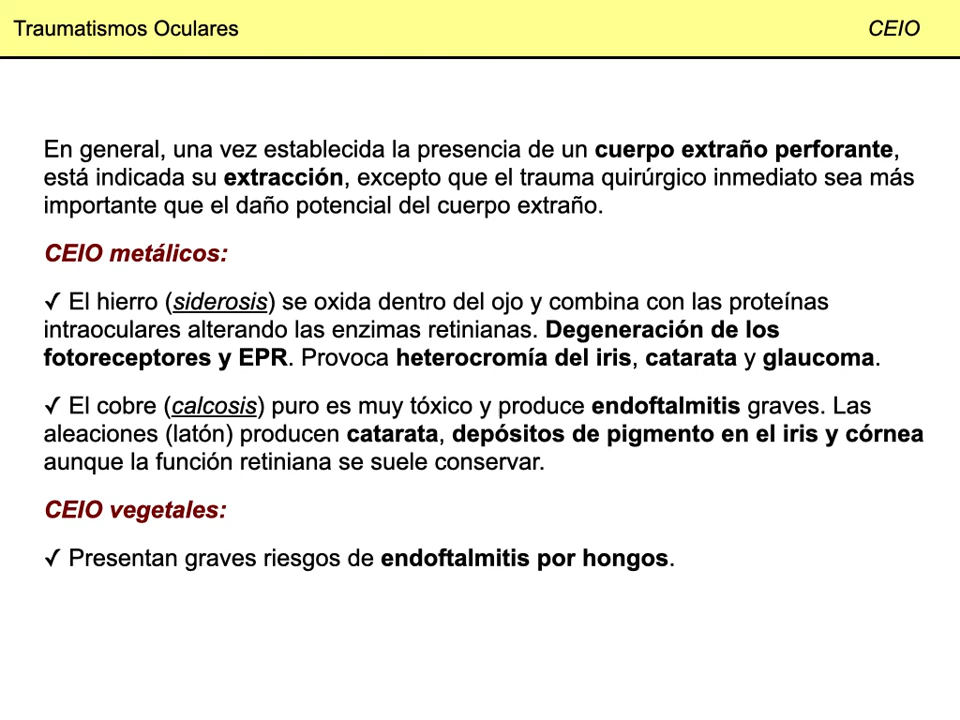 Traumatismos Oculares
CEIO
En general, una vez establecida la presencia de un cuerpo extraño perforante,
está indicada su extracción, excepto que el trauma quirúrgico inmediato sea más
importante que el daño potencial del cuerpo extraño.
CEIO metálicos:
✓ El hierro (siderosis) se oxida dentro del ojo y combina con las proteínas
intraoculares alterando las enzimas retinianas. Degeneración de los
fotoreceptores y EPR. Provoca heterocromía del iris, catarata y glaucoma.
✓ El cobre (calcosis) puro es muy tóxico y produce endoftalmitis graves. Las
aleaciones (latón) producen catarata, depósitos de pigmento en el iris y córnea
aunque la función retiniana se suele conservar.
CEIO vegetales:
✓ Presentan graves riesgos de endoftalmitis por hongos.